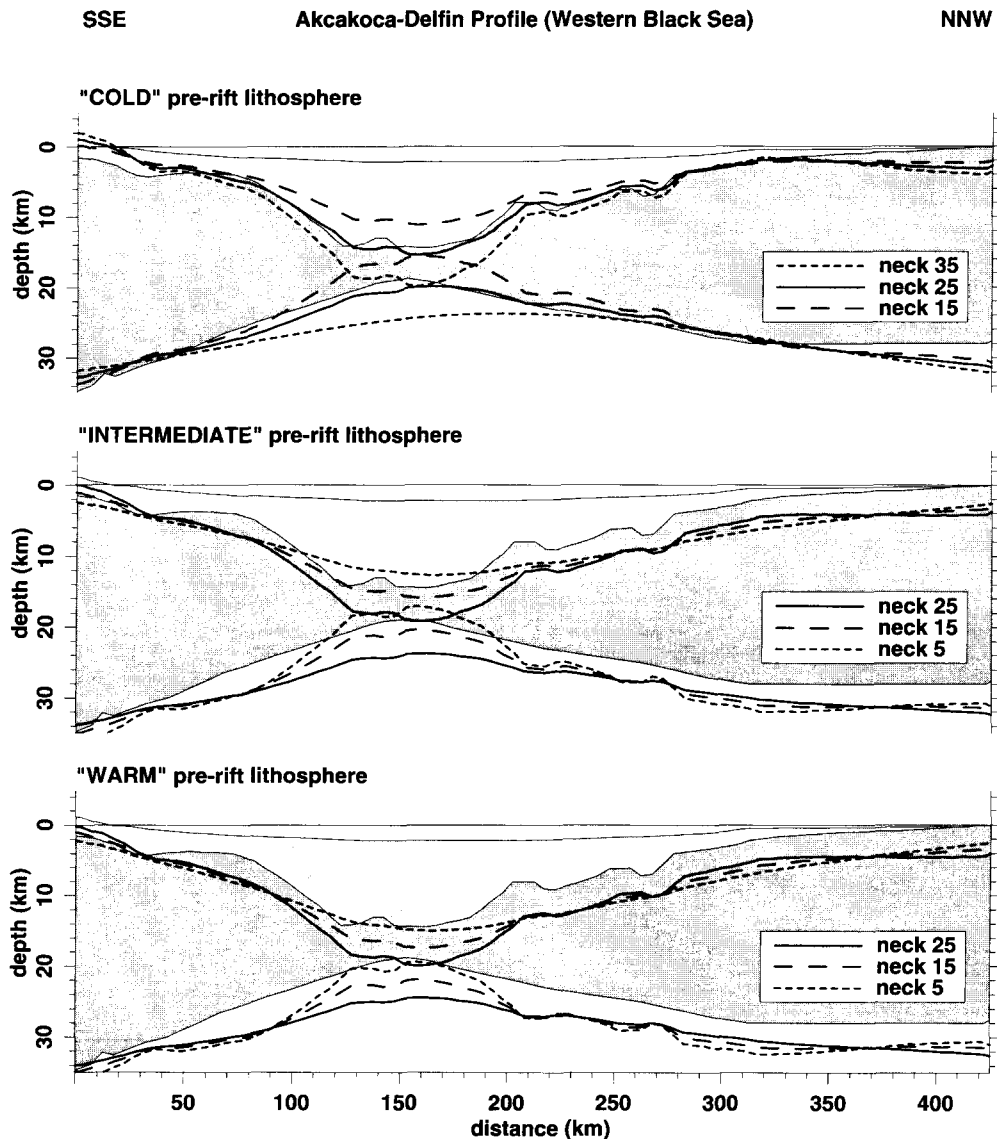 SSE Akcakoca-Delfin Profile (Western Black Sea) NNW
"COLD" pre-rift lithosphere
0
10
20
30
depth (km)
neck 35
neck 25
neck 15
"INTERMEDIATE" pre-rift lithosphere
0
10
20
30
depth (km)
neck 25
neck 15
neck 5
"WARM" pre-rift lithosphere
0
10
20
30
depth (km)
neck 25
neck 15
neck 5
50 100 150 200 250 300 350 400
distance (km)